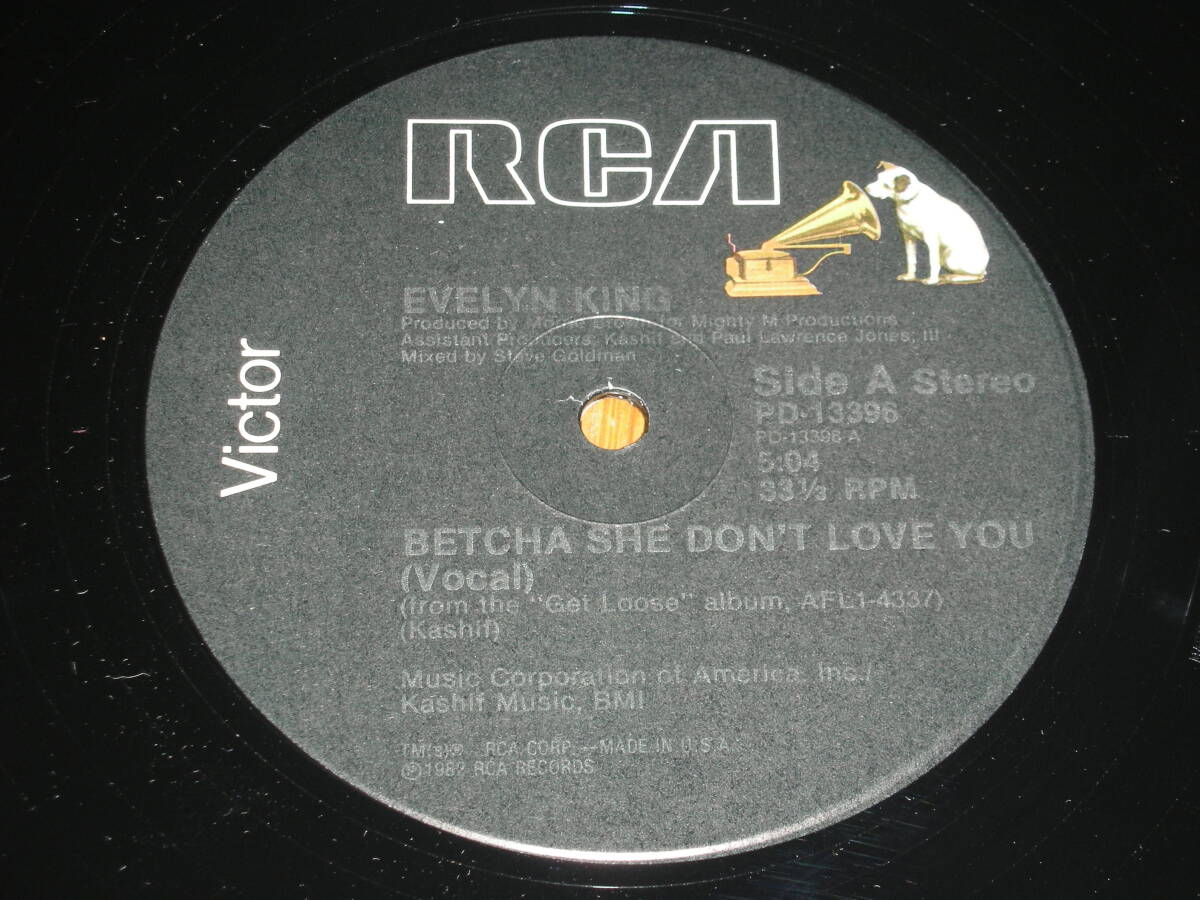 RCA
Victor
EVELYN KING
Produced by Morrie Brown for Mighty M Productions
Assistant Producers; Kashif and Paul Lawrence Jones; III
Mixed by Steve Goldman
Side A Stereo
PD-13396
PD-13396-A
5:04
33⅓ RPM
BETCHA SHE DON'T LOVE YOU
(Vocal)
(from the "Get Loose" album, AFL1-4337)
(Kashif)
Music Corporation of America. Inc./
Kashif Music, BMI
TM(s)® RCA CORP.—MADE IN U.S.A.
℗1982 RCA RECORDS